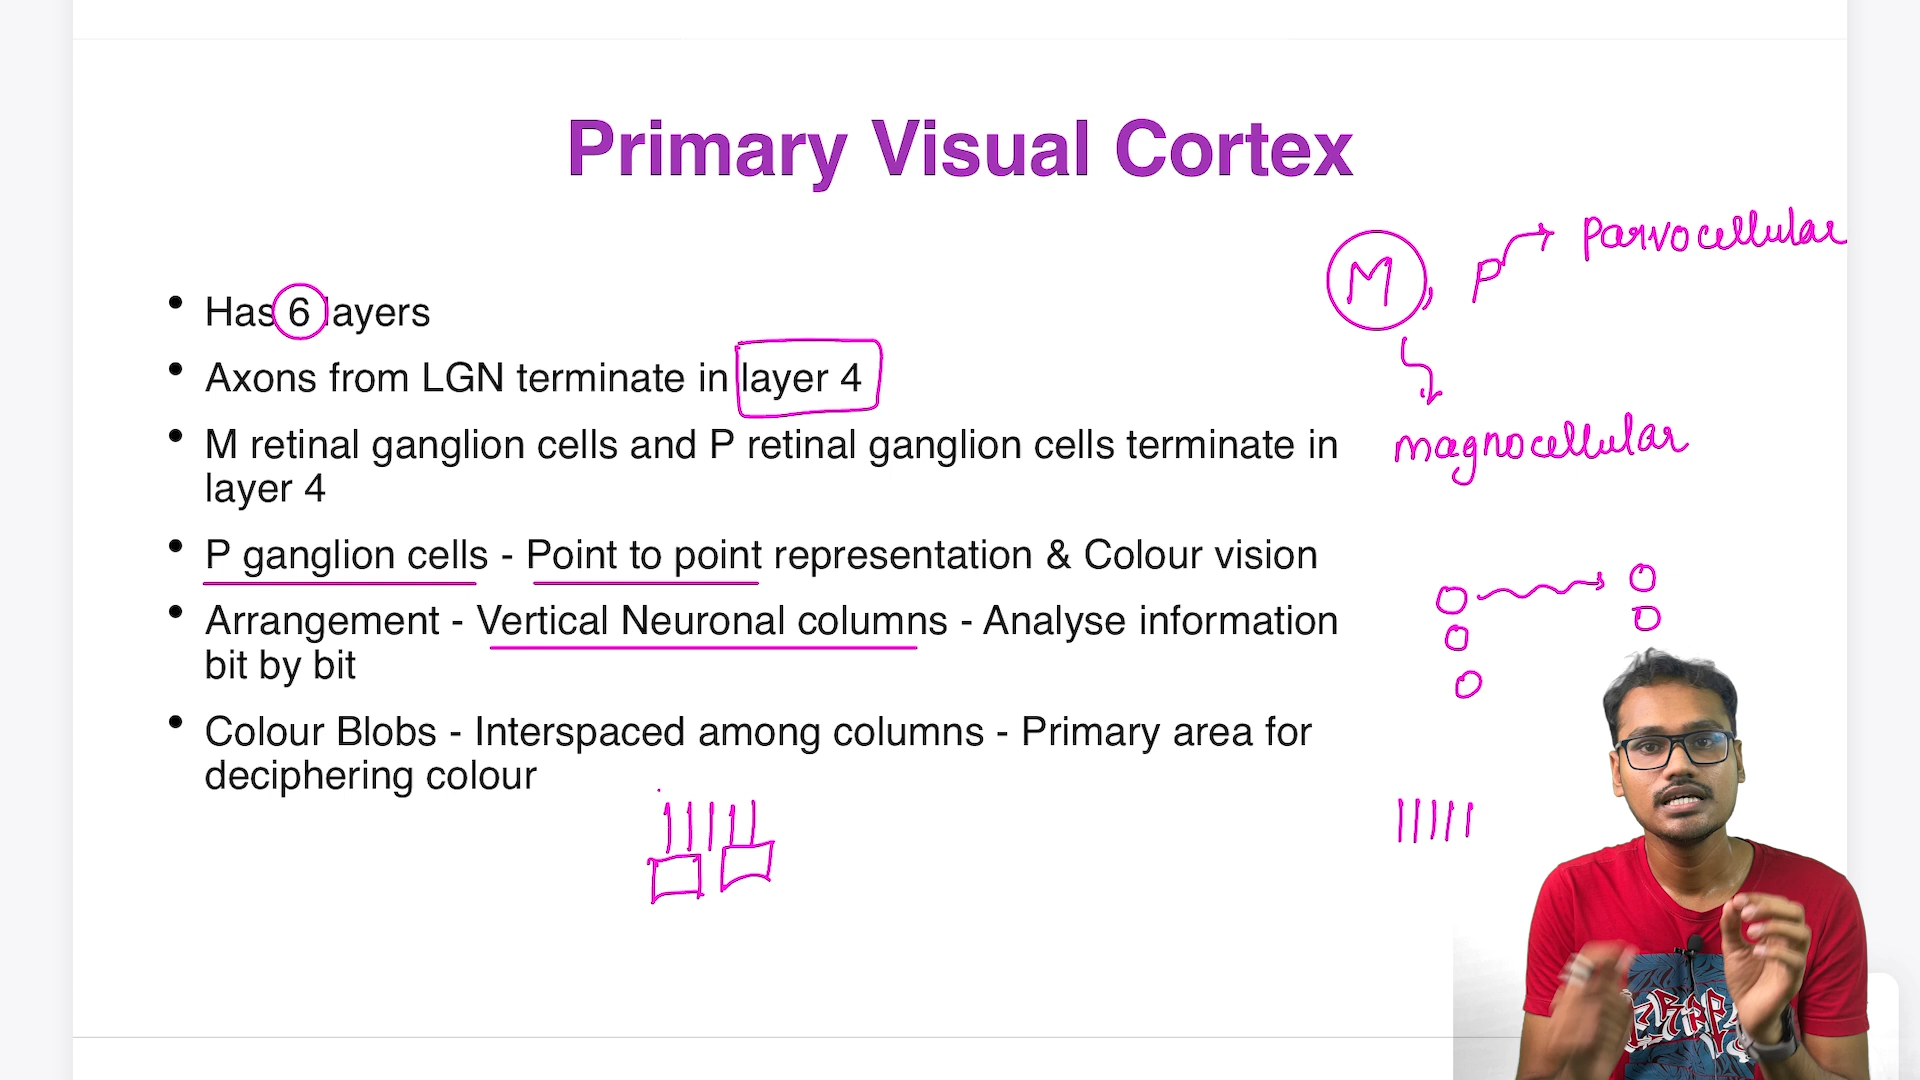 Primary Visual Cortex
M, P → parvocellular
magnocellular
• Has 6 layers
• Axons from LGN terminate in layer 4
• M retinal ganglion cells and P retinal ganglion cells terminate in
layer 4
• P ganglion cells - Point to point representation & Colour vision
• Arrangement - Vertical Neuronal columns - Analyse information
bit by bit
• Colour Blobs - Interspaced among columns - Primary area for
deciphering colour